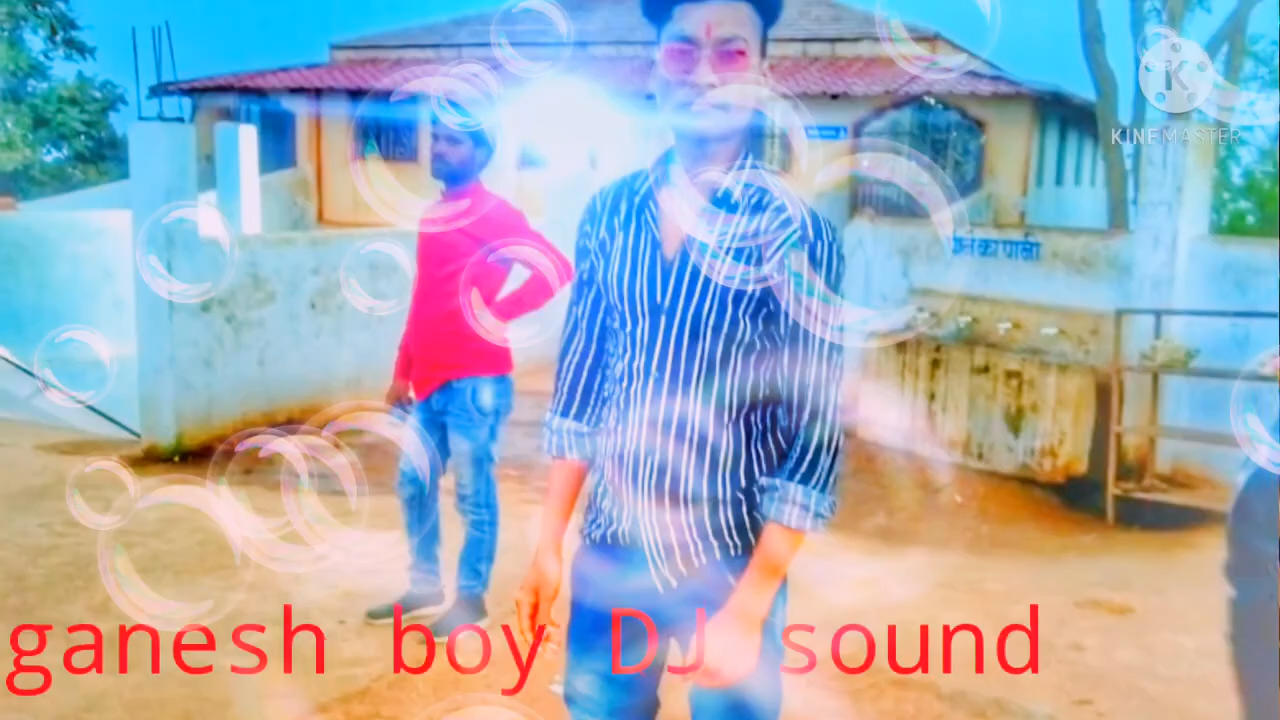 KINEMASTER
का पानी
ganesh boy DJ sound